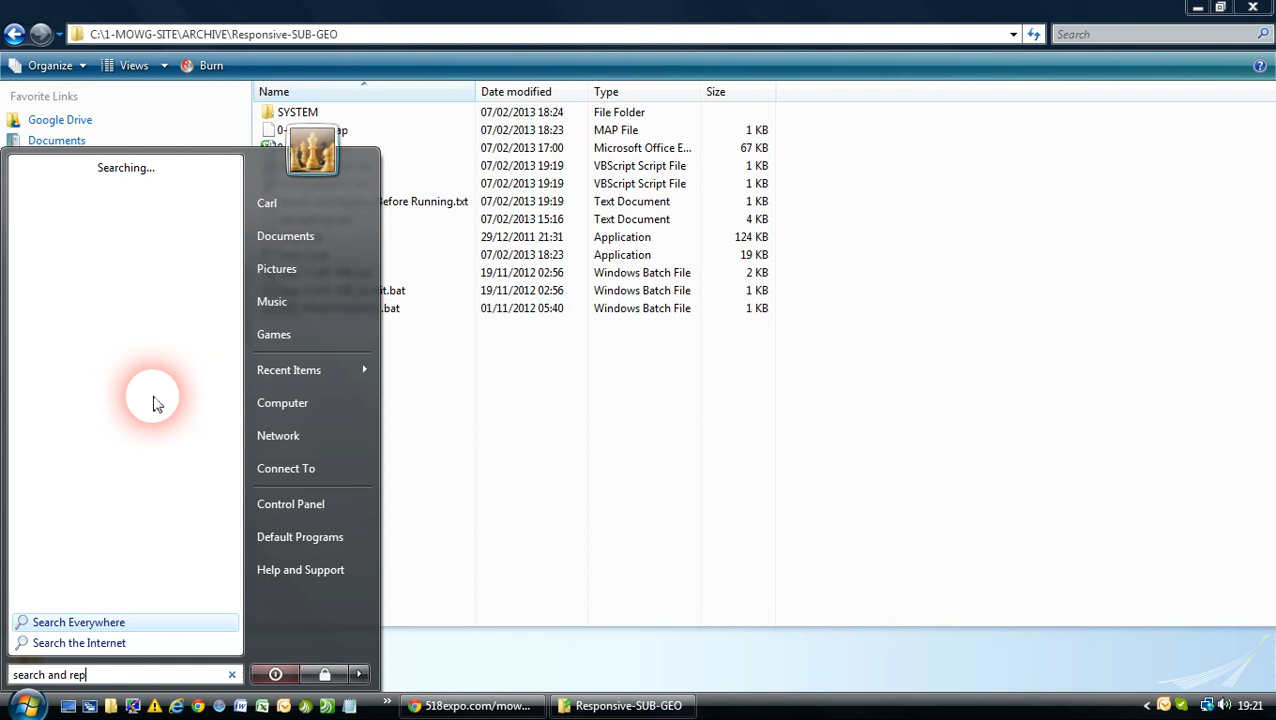 C:\1-MOWG-SITE\ARCHIVE\Responsive-SUB-GEO
Search
Organize
Views
Burn
Favorite Links
Google Drive
Documents
Name
Date modified
Type
Size
SYSTEM
07/02/2013 18:24
File Folder
07/02/2013 18:23
MAP File
1 KB
07/02/2013 17:00
Microsoft Office E...
67 KB
07/02/2013 19:19
VBScript Script File
1 KB
07/02/2013 19:19
VBScript Script File
1 KB
Before Running.txt
07/02/2013 19:19
Text Document
1 KB
07/02/2013 15:16
Text Document
4 KB
29/12/2011 21:31
Application
124 KB
07/02/2013 18:23
Application
19 KB
19/11/2012 02:56
Windows Batch File
2 KB
19/11/2012 02:56
Windows Batch File
1 KB
.bat
01/11/2012 05:40
Windows Batch File
1 KB
Searching...
Carl
Documents
Pictures
Music
Games
Recent Items
Computer
Network
Connect To
Control Panel
Default Programs
Help and Support
Search Everywhere
Search the Internet
search and rep
518expo.com/mow...
Responsive-SUB-GEO
19:21